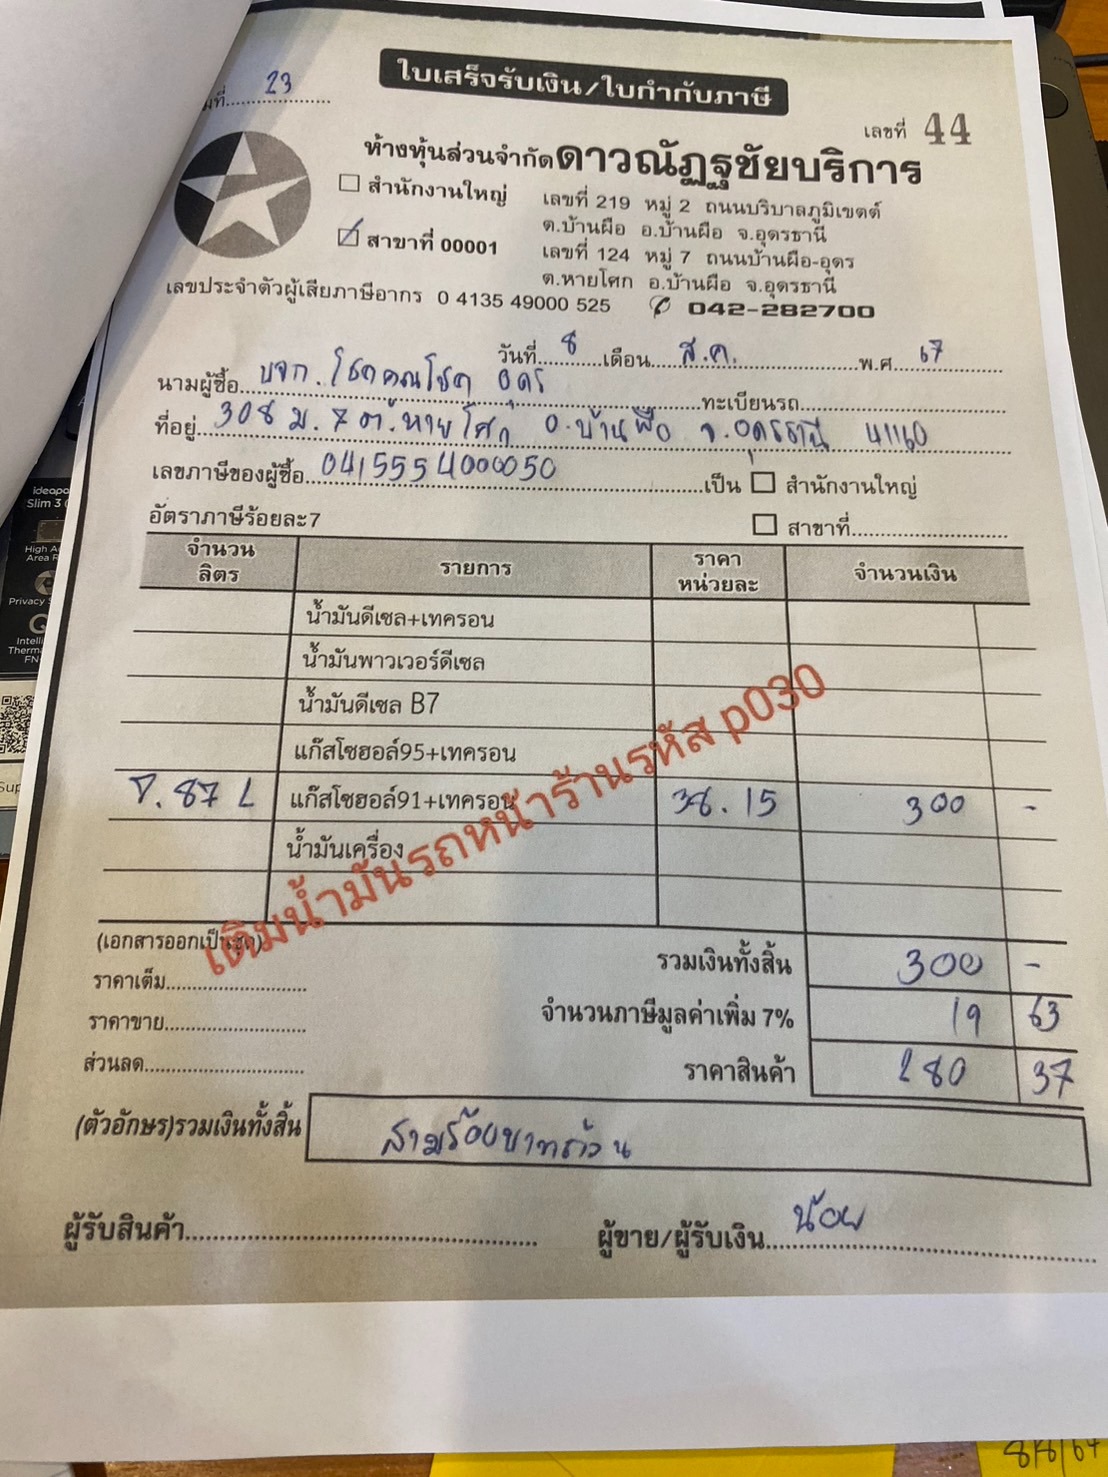 ใบเสร็จรับเงิน/ใบกำกับภาษี
มที่ 23
เลขที่ 44
ห้างหุ้นส่วนจำกัดดาวณัฏฐชัยบริการ
☐ สำนักงานใหญ่ เลขที่ 219 หมู่ 2 ถนนบริบาลภูมิเขตต์
ต.บ้านผือ อ.บ้านผือ จ.อุดรธานี
☑ สาขาที่ 00001 เลขที่ 124 หมู่ 7 ถนนบ้านผือ-อุดร
ต.หายโศก อ.บ้านผือ จ.อุดรธานี
เลขประจำตัวผู้เสียภาษีอากร 0 4135 49000 525 ✆ 042-282700
วันที่ 8 เดือน ส.ค. พ.ศ. 67
นามผู้ซื้อ บจก. โชคคูณโชค อุดร ทะเบียนรถ
ที่อยู่ 308 ม.7 ต.หายโศก อ.บ้านผือ จ.อุดรธานี 41160
เลขภาษีของผู้ซื้อ 0415554000050 เป็น ☐ สำนักงานใหญ่
อัตราภาษีร้อยละ7 ☐ สาขาที่
จำนวนลิตร รายการ ราคาหน่วยละ จำนวนเงิน
น้ำมันดีเซล+เทครอน
น้ำมันพาวเวอร์ดีเซล
น้ำมันดีเซล B7
แก๊สโซฮอล์95+เทครอน
87 L แก๊สโซฮอล์91+เทครอน 38.15 300 -
น้ำมันเครื่อง
เติมน้ำมันรถหน้าร้านรหัส p030
(เอกสารออกเป็นชุด)
รวมเงินทั้งสิ้น 300 -
ราคาเต็ม
จำนวนภาษีมูลค่าเพิ่ม 7% 19 63
ราคาขาย
ราคาสินค้า 280 37
ส่วนลด
(ตัวอักษร)รวมเงินทั้งสิ้น สามร้อยบาทถ้วน
ผู้รับสินค้า ผู้ขาย/ผู้รับเงิน น้อย
ideapa
Slim 3
High A
Area F
Privacy
Intelli
Therma
FN
Sup
8/8/67